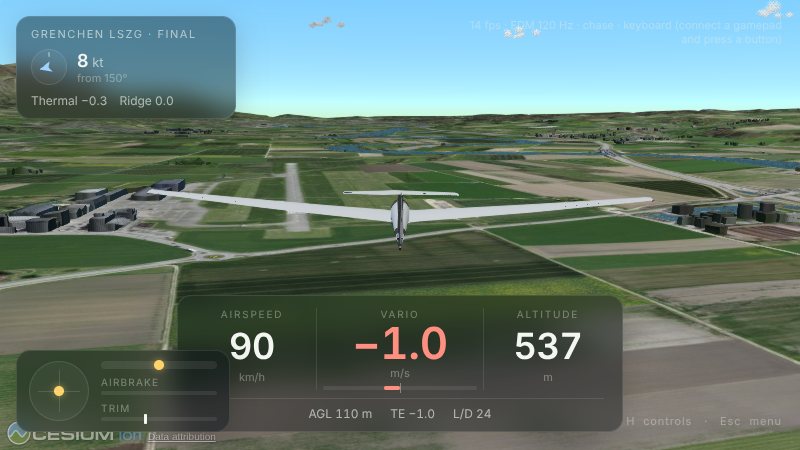 GRENCHEN LSZG · FINAL
8 kt
from 150°
Thermal −0.3 Ridge 0.0
14 fps · FDM 120 Hz · chase · keyboard (connect a gamepad
and press a button)
AIRSPEED
90
km/h
VARIO
−1.0
m/s
ALTITUDE
537
m
AGL 110 m TE −1.0 L/D 24
AIRBRAKE
TRIM
CESIUM ion Data attribution
H controls · Esc menu